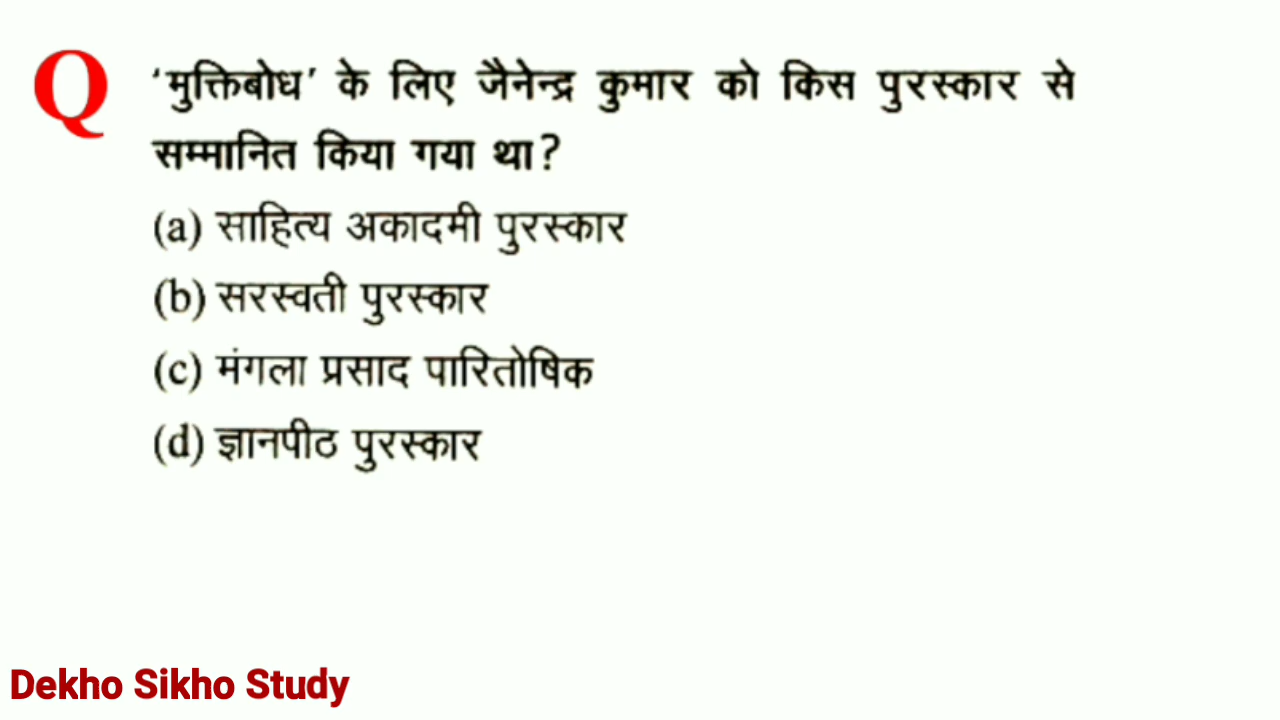 Q 'मुक्तिबोध' के लिए जैनेन्द्र कुमार को किस पुरस्कार से
सम्मानित किया गया था?
(a) साहित्य अकादमी पुरस्कार
(b) सरस्वती पुरस्कार
(c) मंगला प्रसाद पारितोषिक
(d) ज्ञानपीठ पुरस्कार
Dekho Sikho Study